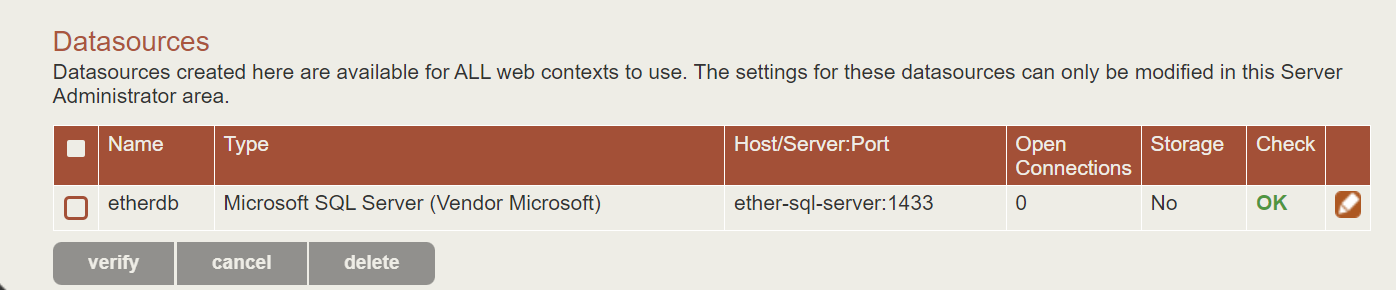 Datasources
Datasources created here are available for ALL web contexts to use. The settings for these datasources can only be modified in this Server
Administrator area.
Name Type Host/Server:Port Open Connections Storage Check
etherdb Microsoft SQL Server (Vendor Microsoft) ether-sql-server:1433 0 No OK
verify cancel delete